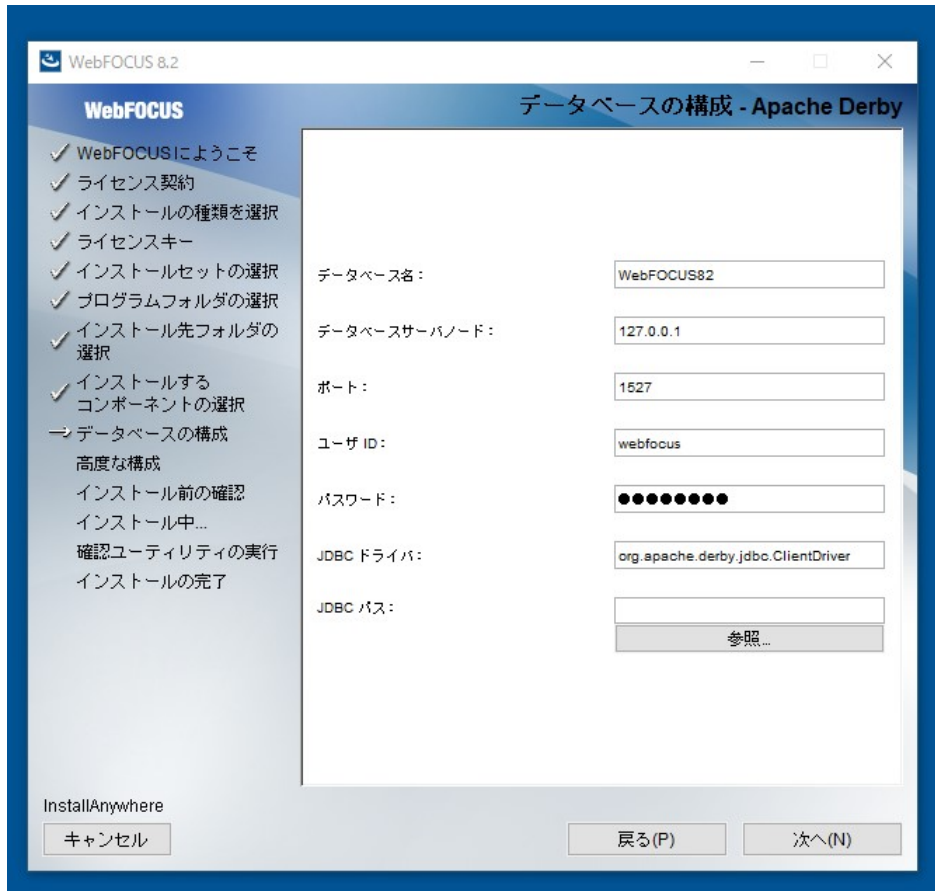 WebFOCUS 8.2
WebFOCUS
データベースの構成 - Apache Derby
WebFOCUSにようこそ
ライセンス契約
インストールの種類を選択
ライセンスキー
インストールセットの選択
プログラムフォルダの選択
インストール先フォルダの
選択
インストールする
コンポーネントの選択
データベースの構成
高度な構成
インストール前の確認
インストール中...
確認ユーティリティの実行
インストールの完了
データベース名: WebFOCUS82
データベースサーバノード: 127.0.0.1
ポート: 1527
ユーザ ID: webfocus
パスワード: ●●●●●●●●
JDBC ドライバ: org.apache.derby.jdbc.ClientDriver
JDBC パス:
参照...
InstallAnywhere
キャンセル 戻る(P) 次へ(N)